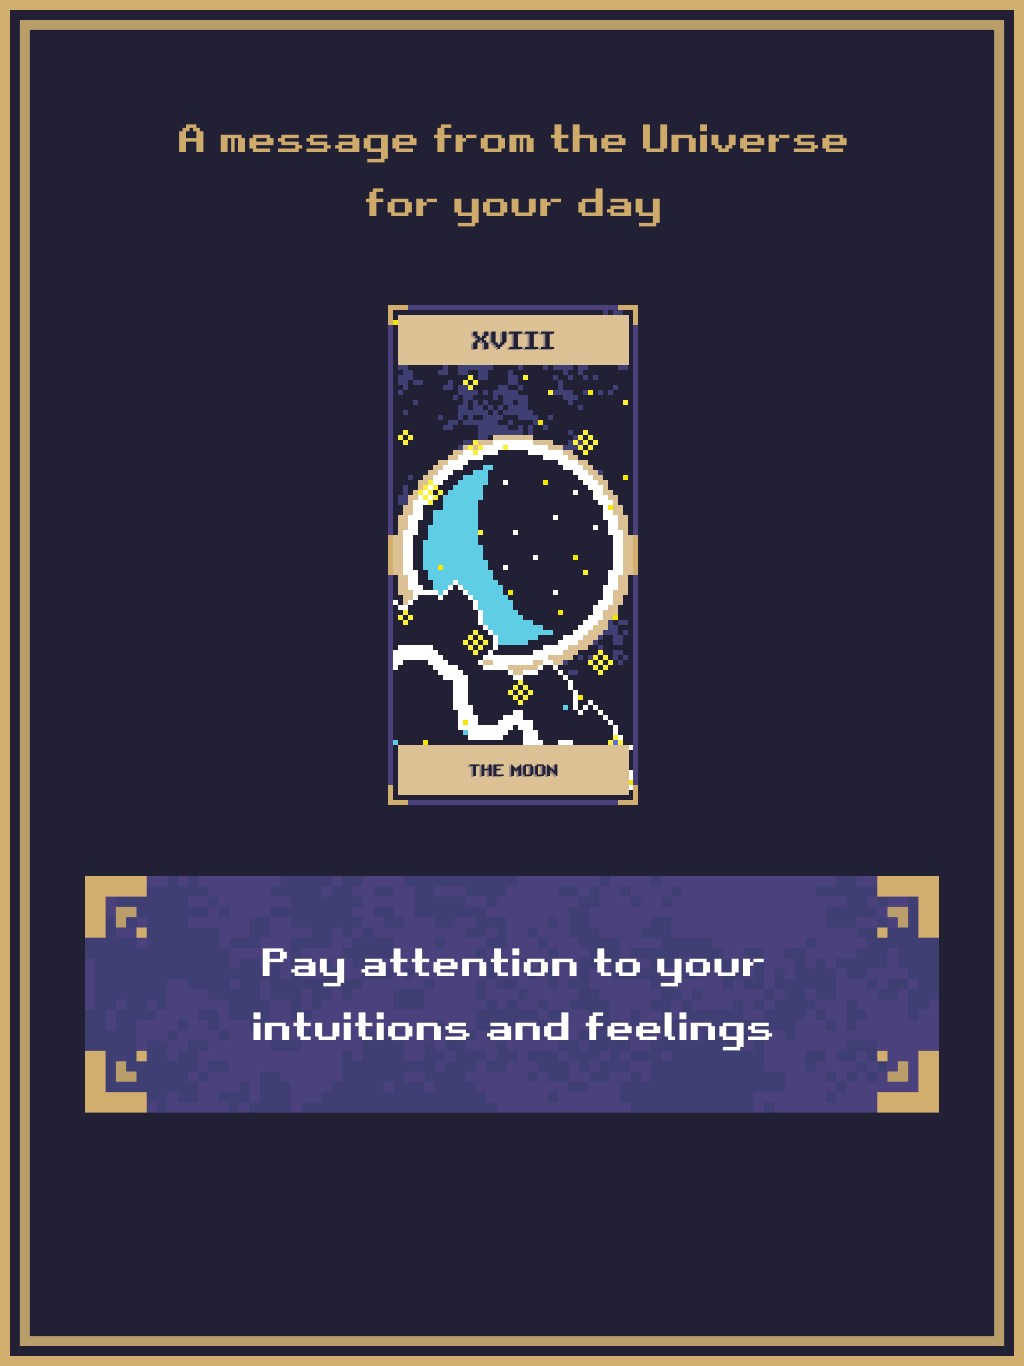 A message from the Universe
for your day
XVIII
THE MOON
Pay attention to your
intuitions and feelings